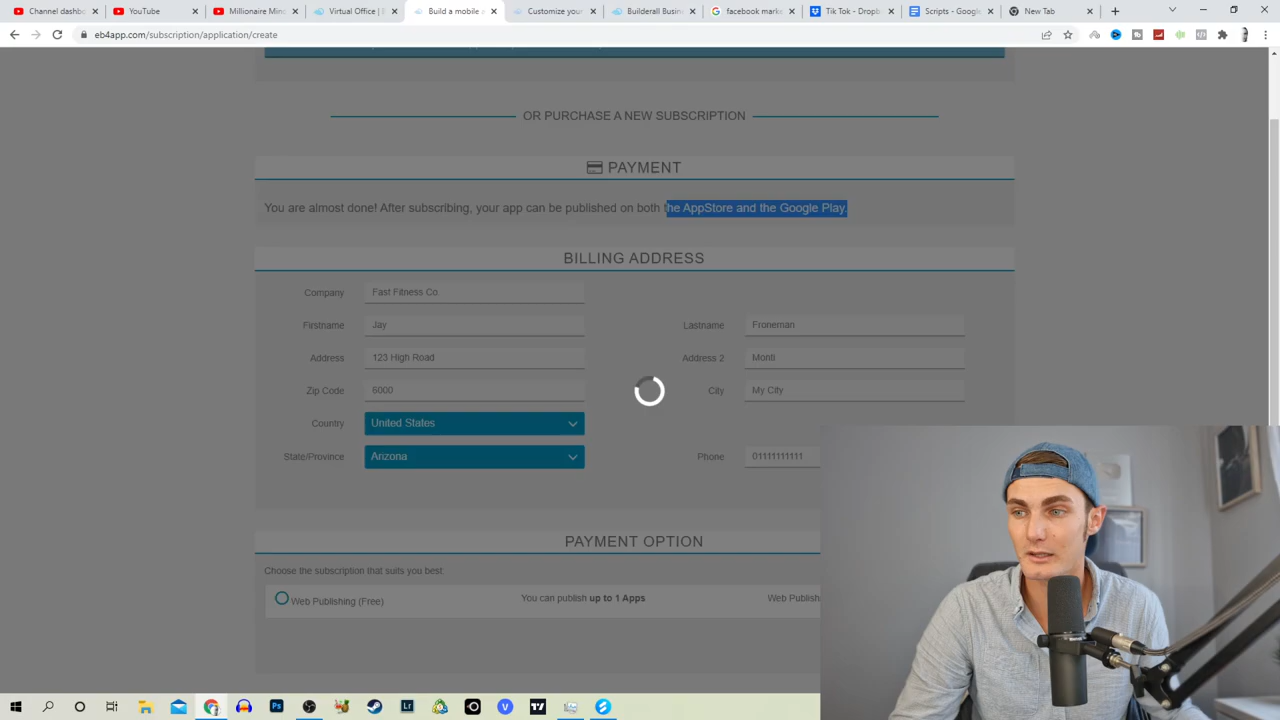 Channel dashbo
YouTube
Millionaire Mind
Virtual Office | B
Build a mobile a
Customize your
Builderall Busin
facebook marke
Tik Tok - Dropb
Scripts - Google
New Tab
eb4app.com/subscription/application/create
OR PURCHASE A NEW SUBSCRIPTION
PAYMENT
You are almost done! After subscribing, your app can be published on both the AppStore and the Google Play.
BILLING ADDRESS
Company Fast Fitness Co
Firstname Jay Lastname Froneman
Address 123 High Road Address 2 Monti
Zip Code 6000 City My City
Country United States
State/Province Arizona Phone 01111111111
PAYMENT OPTION
Choose the subscription that suits you best.
Web Publishing (Free) You can publish up to 1 Apps Web Publish